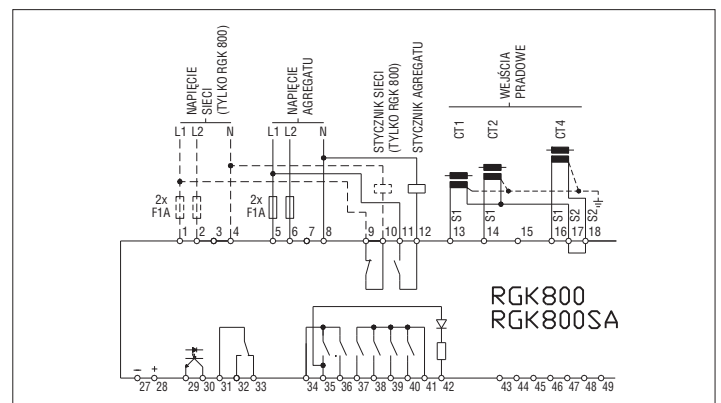 NAPIĘCIE
SIECI
(TYLKO RGK 800)
NAPIĘCIE
AGREGATU
STYCZNIK SIECI
(TYLKO RGK 800)
STYCZNIK AGREGATU
WEJŚCIA
PRADOWE
CT1
CT2
CT4
L1 L2 N
L1 L2 N
2x
F1A
2x
F1A
S1 S1 S1 S2 S2
1 2 3 4 5 6 7 8 9 10 11 12 13 14 15 16 17 18
RGK800
RGK800SA
- +
27 28 29 30 31 32 33 34 35 36 37 38 39 40 41 42 43 44 45 46 47 48 49